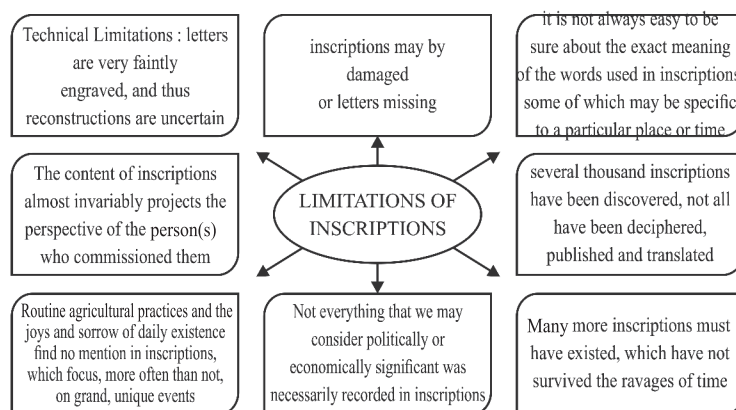 Technical Limitations : letters
are very faintly
engraved, and thus
reconstructions are uncertain
inscriptions may by
damaged
or letters missing
it is not always easy to be
sure about the exact meaning
of the words used in inscriptions
some of which may be specific
to a particular place or time
The content of inscriptions
almost invariably projects the
perspective of the person(s)
who commissioned them
LIMITATIONS OF
INSCRIPTIONS
several thousand inscriptions
have been discovered, not all
have been deciphered,
published and translated
Routine agricultural practices and the
joys and sorrow of daily existence
find no mention in inscriptions,
which focus, more often than not,
on grand, unique events
Not everything that we may
consider politically or
economically significant was
necessarily recorded in inscriptions
Many more inscriptions must
have existed, which have not
survived the ravages of time